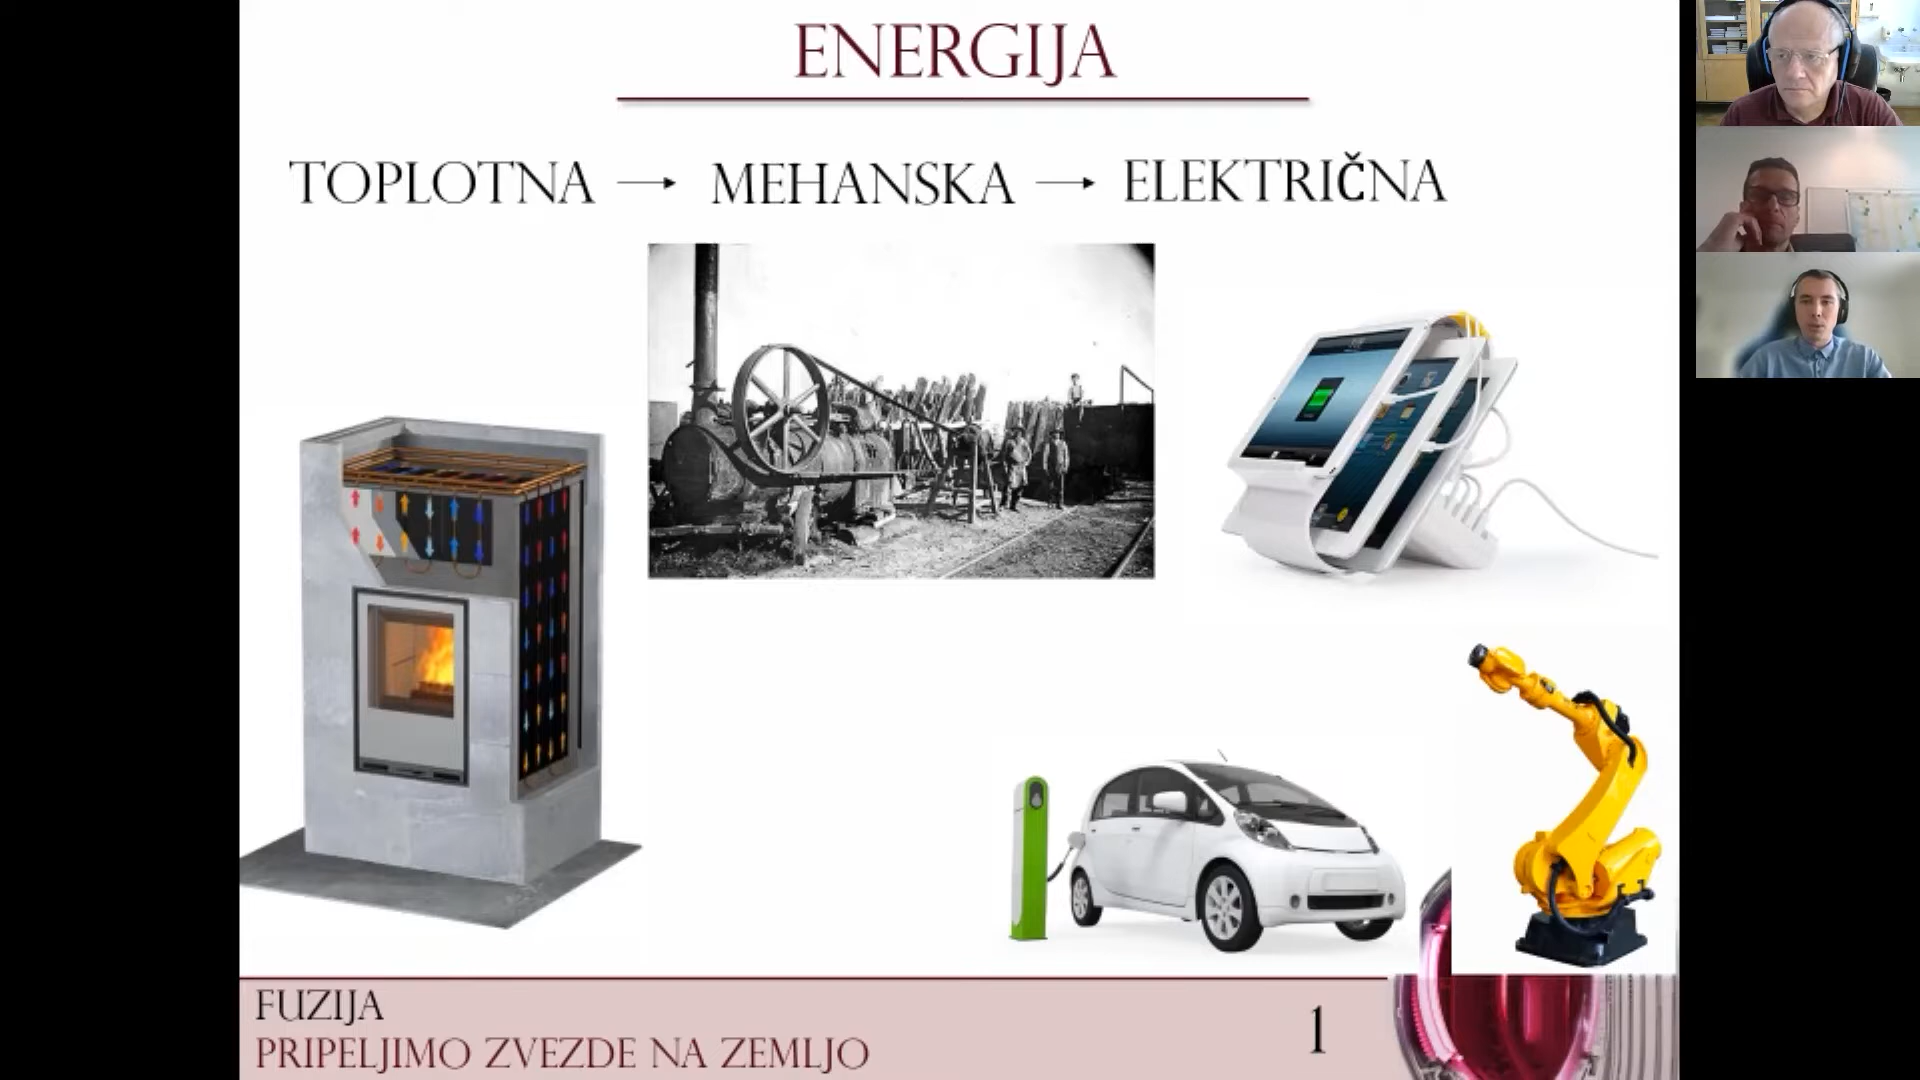 ENERGIJA
TOPLOTNA → MEHANSKA → ELEKTRIČNA
FUZIJA
PRIPELJIMO ZVEZDE NA ZEMLJO
1